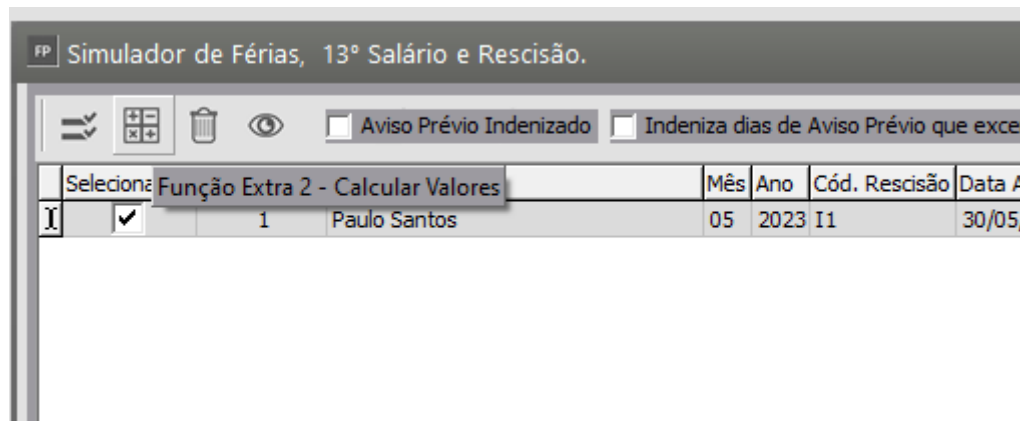 FP Simulador de Férias, 13º Salário e Rescisão.
Aviso Prévio Indenizado Indeniza dias de Aviso Prévio que exce
Seleciona Função Extra 2 - Calcular Valores Mês Ano Cód. Rescisão Data A
1 Paulo Santos 05 2023 I1 30/05/